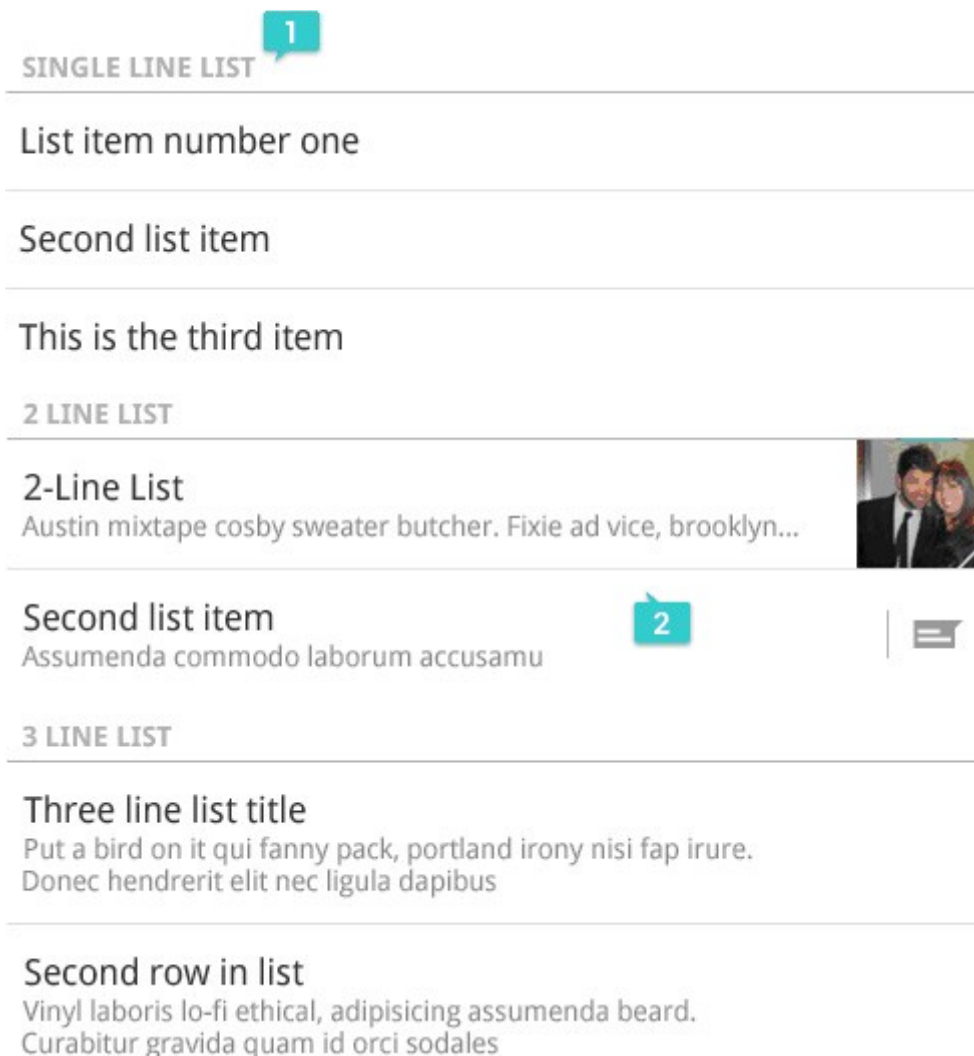 1
SINGLE LINE LIST
List item number one
Second list item
This is the third item
2 LINE LIST
2-Line List
Austin mixtape cosby sweater butcher. Fixie ad vice, brooklyn...
Second list item
2
Assumenda commodo laborum accusamu
3 LINE LIST
Three line list title
Put a bird on it qui fanny pack, portland irony nisi fap irure.
Donec hendrerit elit nec ligula dapibus
Second row in list
Vinyl laboris lo-fi ethical, adipisicing assumenda beard.
Curabitur gravida quam id orci sodales